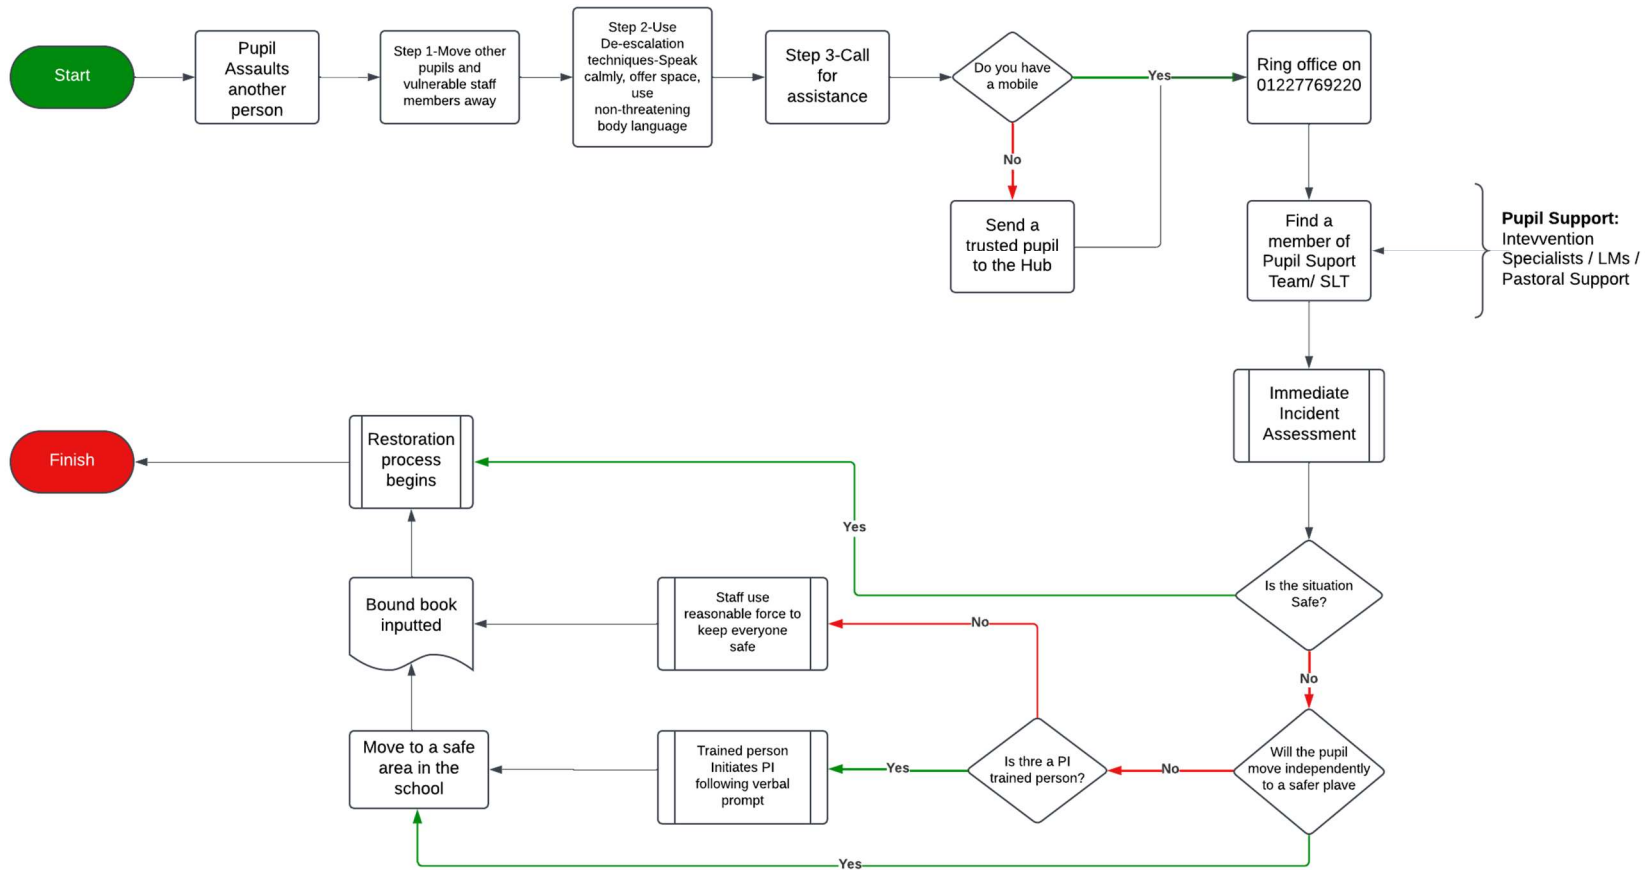 Start
Pupil
Assaults
another
person
Step 1-Move other
pupils and
vulnerable staff
members away
Step 2-Use
De-escalation
techniques-Speak
calmly, offer space,
use
non-threatening
body language
Step 3-Call
for
assistance
Do you have
a mobile
Yes
No
Ring office on
01227769220
Send a
trusted pupil
to the Hub
Find a
member of
Pupil Suport
Team/ SLT
Pupil Support:
Intevvention
Specialists / LMs /
Pastoral Support
Immediate
Incident
Assessment
Is the situation
Safe?
Yes
No
Restoration
process
begins
Finish
Will the pupil
move independently
to a safer plave
No
Yes
Is thre a PI
trained person?
No
Yes
Staff use
reasonable force to
keep everyone
safe
Trained person
Initiates PI
following verbal
prompt
Bound book
inputted
Move to a safe
area in the
school